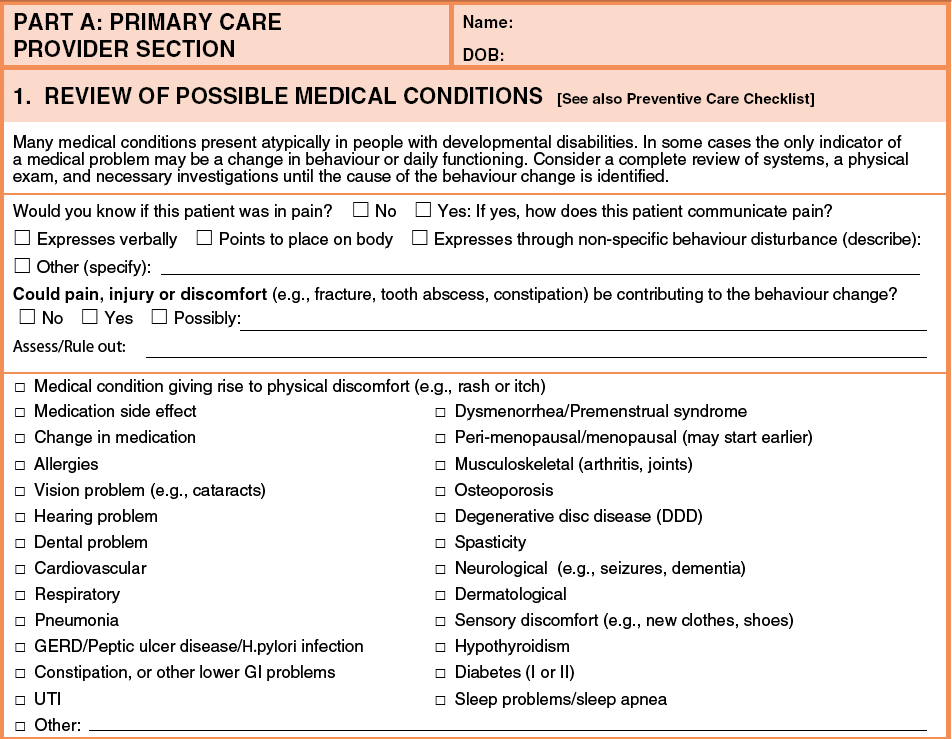 PART A: PRIMARY CARE
PROVIDER SECTION
Name:
DOB:
1. REVIEW OF POSSIBLE MEDICAL CONDITIONS [See also Preventive Care Checklist]
Many medical conditions present atypically in people with developmental disabilities. In some cases the only indicator of
a medical problem may be a change in behaviour or daily functioning. Consider a complete review of systems, a physical
exam, and necessary investigations until the cause of the behaviour change is identified.
Would you know if this patient was in pain? ☐ No ☐ Yes: If yes, how does this patient communicate pain?
☐ Expresses verbally ☐ Points to place on body ☐ Expresses through non-specific behaviour disturbance (describe):
☐ Other (specify):
Could pain, injury or discomfort (e.g., fracture, tooth abscess, constipation) be contributing to the behaviour change?
☐ No ☐ Yes ☐ Possibly:
Assess/Rule out:
☐ Medical condition giving rise to physical discomfort (e.g., rash or itch)
☐ Medication side effect
☐ Change in medication
☐ Allergies
☐ Vision problem (e.g., cataracts)
☐ Hearing problem
☐ Dental problem
☐ Cardiovascular
☐ Respiratory
☐ Pneumonia
☐ GERD/Peptic ulcer disease/H.pylori infection
☐ Constipation, or other lower GI problems
☐ UTI
☐ Dysmenorrhea/Premenstrual syndrome
☐ Peri-menopausal/menopausal (may start earlier)
☐ Musculoskeletal (arthritis, joints)
☐ Osteoporosis
☐ Degenerative disc disease (DDD)
☐ Spasticity
☐ Neurological (e.g., seizures, dementia)
☐ Dermatological
☐ Sensory discomfort (e.g., new clothes, shoes)
☐ Hypothyroidism
☐ Diabetes (I or II)
☐ Sleep problems/sleep apnea
☐ Other: